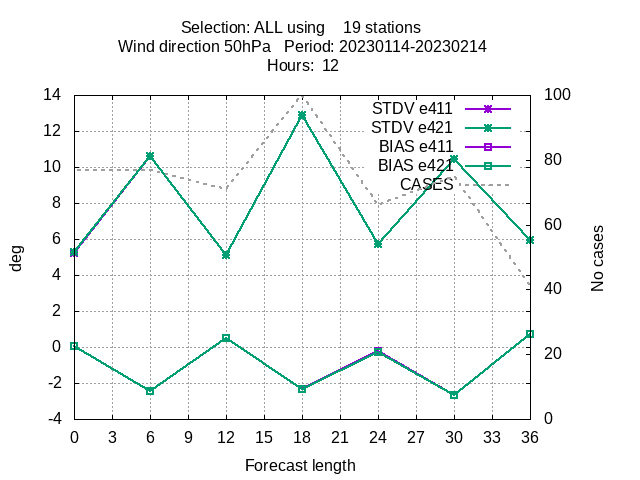 Selection: ALL using    19 stations
Wind direction 50hPa   Period: 20230114-20230214
Hours:  12
14
12
10
8
6
4
2
0
-2
-4
deg
STDV e411
STDV e421
BIAS e411
BIAS e421
CASES
100
80
60
40
20
0
No cases
0 3 6 9 12 15 18 21 24 27 30 33 36
Forecast length